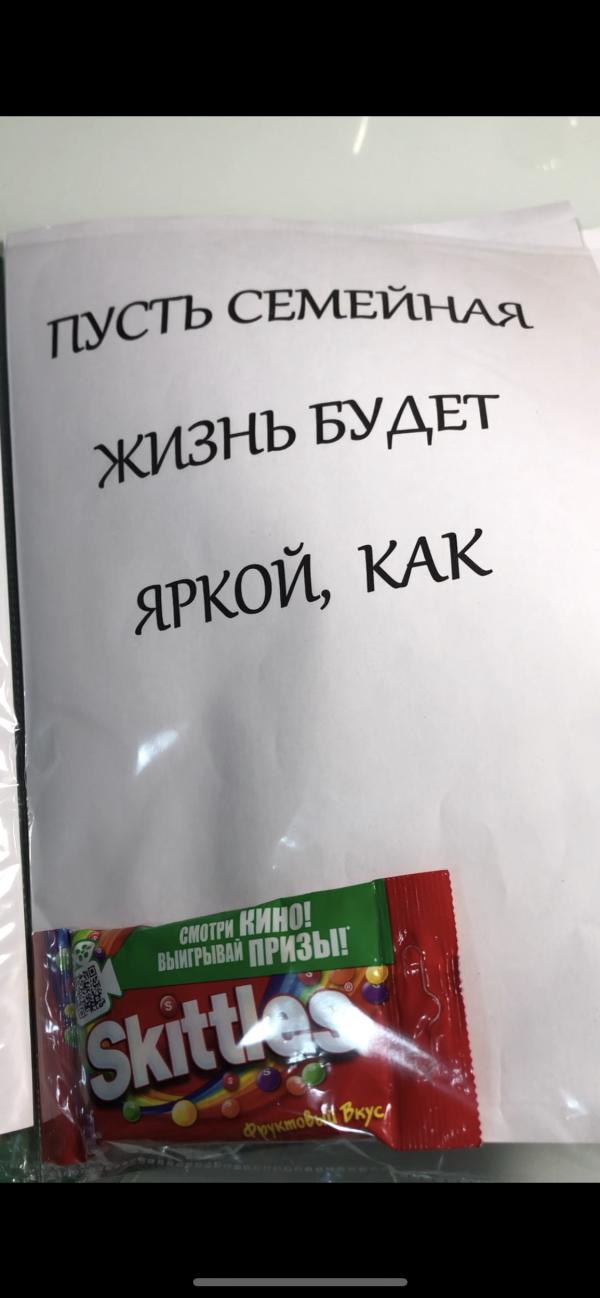 ПУСТЬ СЕМЕЙНАЯ
ЖИЗНЬ БУДЕТ
ЯРКОЙ, КАК
СМОТРИ КИНО!
ВЫИГРЫВАЙ ПРИЗЫ!*
Skittles®
Фруктовый Вкус